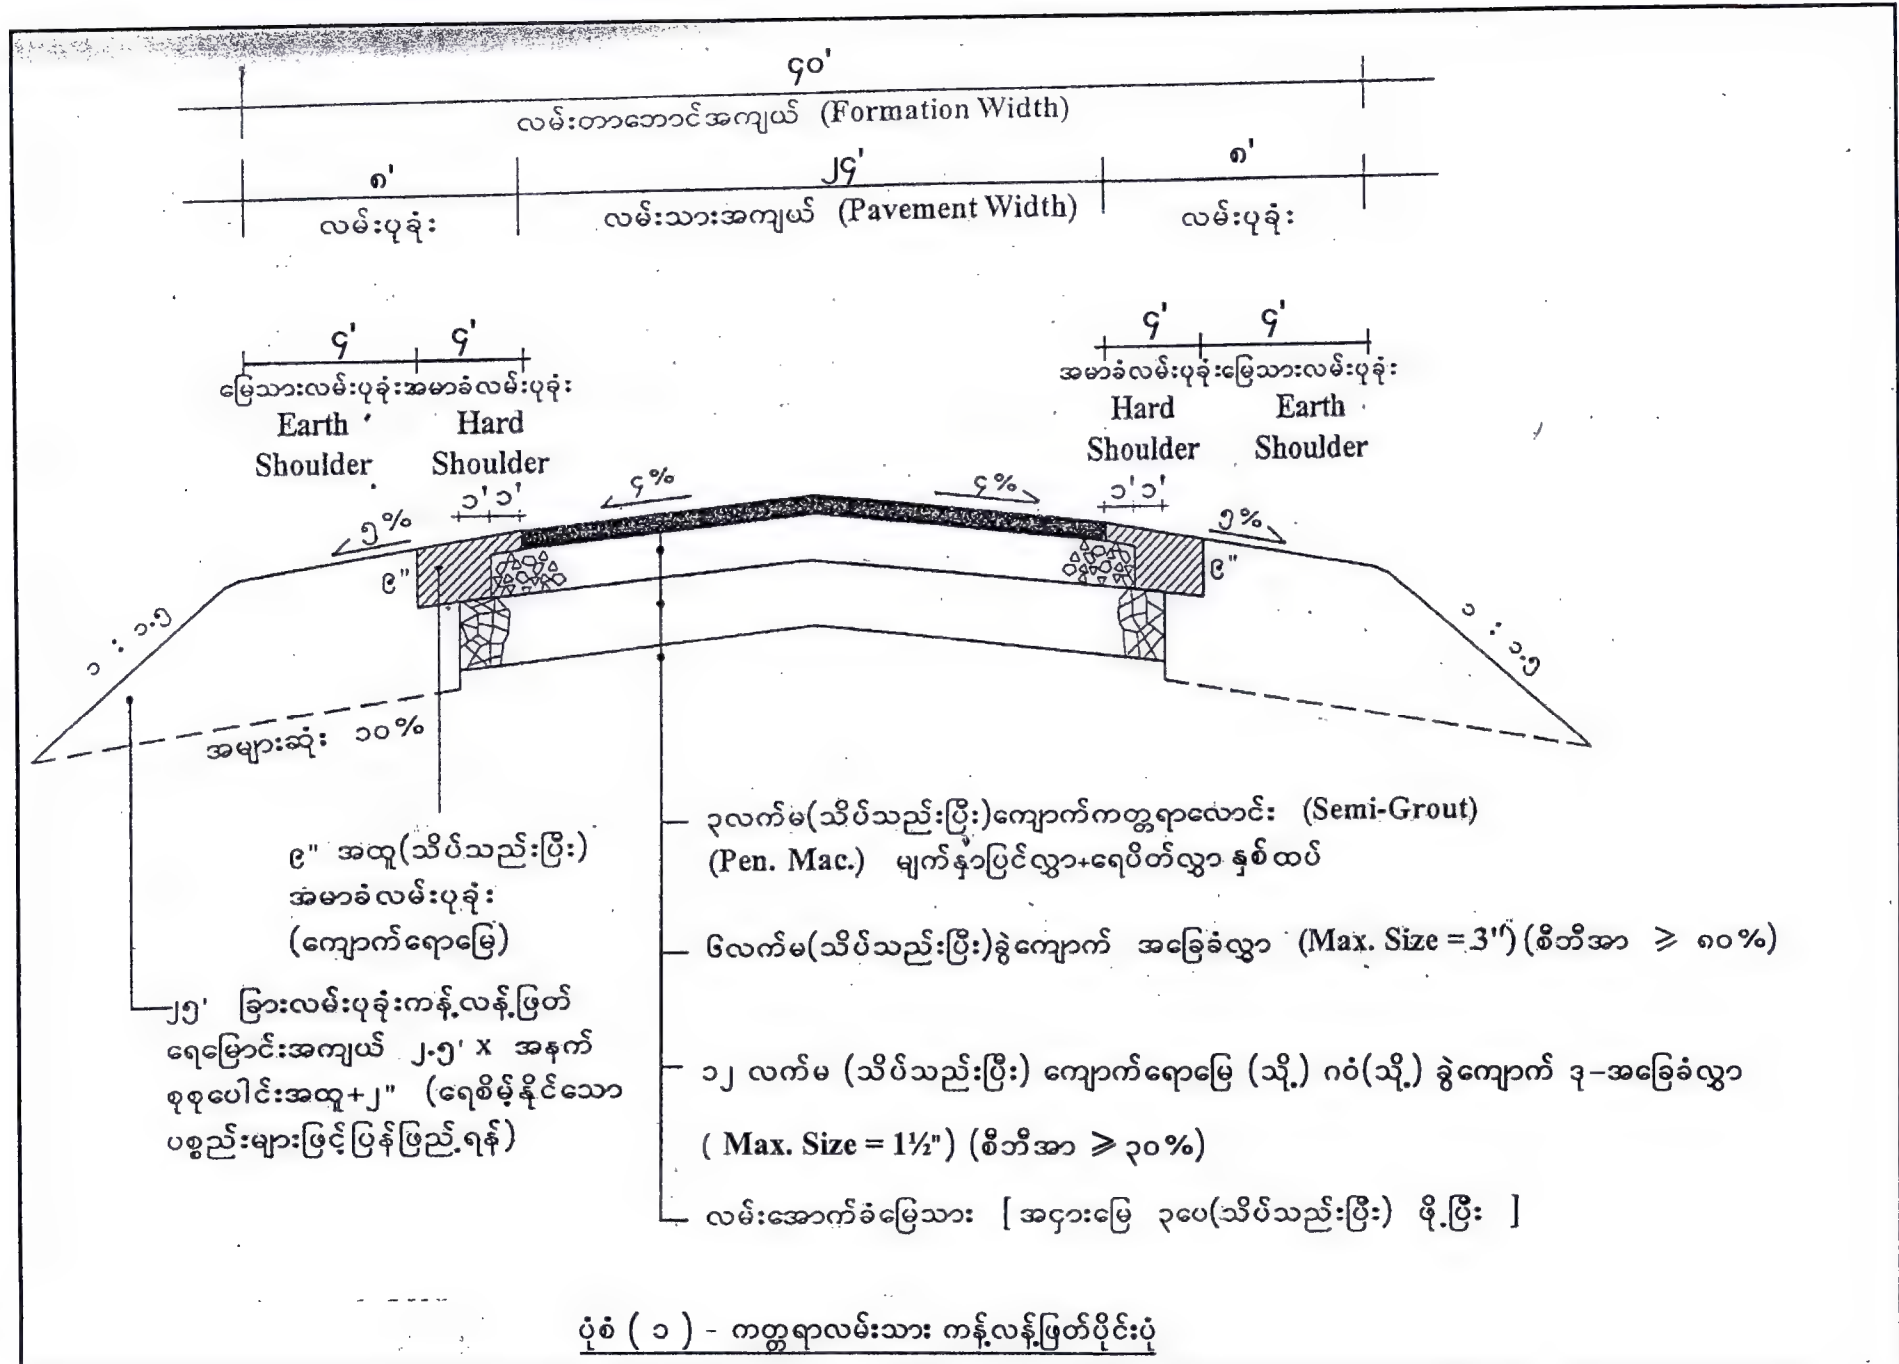 ၄၀'
လမ်းတာဘောင်အကျယ် (Formation Width)
၈' ၂၄' ၈'
လမ်းပုခုံး လမ်းသားအကျယ် (Pavement Width) လမ်းပုခုံး
၄' ၄' ၄' ၄'
မြေသားလမ်းပုခုံး အမာခံလမ်းပုခုံး အမာခံလမ်းပုခုံး မြေသားလမ်းပုခုံး
Earth Hard Hard Earth
Shoulder Shoulder Shoulder Shoulder
၅% ၁' ၁' ၄% ၄% ၁' ၁' ၅%
၉" ၉"
၁ : ၁.၅ ၁ : ၁.၅
အများဆုံး ၁၀%
၉" အထူ(သိပ်သည်းပြီး)
အမာခံလမ်းပုခုံး
(ကျောက်ရောမြေ)
၂၅' ခြားလမ်းပုခုံးကန့်လန့်ဖြတ်
ရေမြောင်းအကျယ် ၂.၅' X အနက်
စုစုပေါင်းအထူ+၂" (ရေစိမ့်နိုင်သော
ပစ္စည်းများဖြင့်ပြန်ဖြည့်ရန်)
၃လက်မ(သိပ်သည်းပြီး)ကျောက်ကတ္တရာလောင်း (Semi-Grout)
(Pen. Mac.) မျက်နှာပြင်လွှာ+ရေပိတ်လွှာ နှစ်ထပ်
၆လက်မ(သိပ်သည်းပြီး)ခွဲကျောက် အခြေခံလွှာ (Max. Size = 3") (စီဘီအာ ⩾ ၈၀%)
၁၂ လက်မ (သိပ်သည်းပြီး) ကျောက်ရောမြေ (သို့) ဂဝံ(သို့) ခွဲကျောက် ဒု-အခြေခံလွှာ
( Max. Size = 1½") (စီဘီအာ ⩾ ၃၀%)
လမ်းအောက်ခံမြေသား [ အငှားမြေ ၃ပေ(သိပ်သည်းပြီး) ဖို့ပြီး ]
ပုံစံ ( ၁ ) - ကတ္တရာလမ်းသား ကန့်လန့်ဖြတ်ပိုင်းပုံ